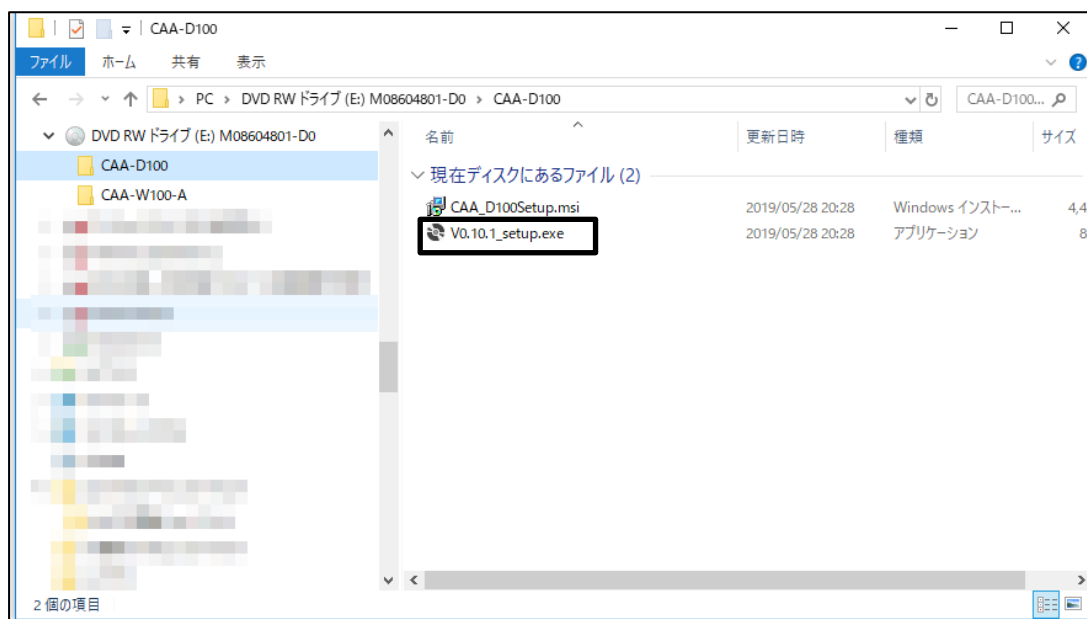 CAA-D100
ファイル ホーム 共有 表示
PC DVD RW ドライブ (E:) M08604801-D0 CAA-D100 CAA-D100...
DVD RW ドライブ (E:) M08604801-D0
CAA-D100
CAA-W100-A
名前 更新日時 種類 サイズ
現在ディスクにあるファイル (2)
CAA_D100Setup.msi 2019/05/28 20:28 Windows インストー... 4,4
V0.10.1_setup.exe 2019/05/28 20:28 アプリケーション 8
2 個の項目